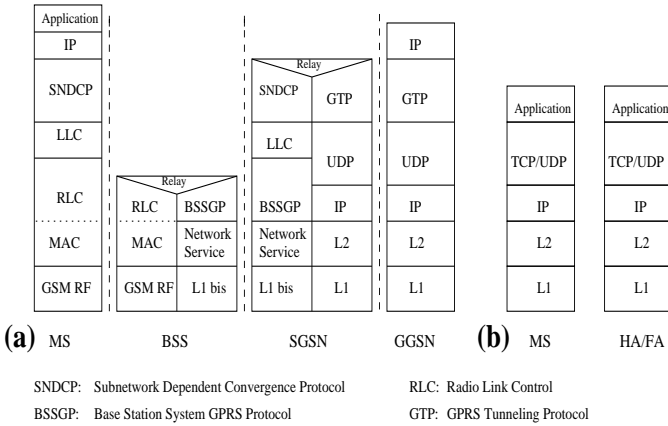 Application
IP
SNDCP
LLC
RLC
MAC
GSM RF
Relay
RLC
BSSGP
MAC
Network
Service
GSM RF
L1 bis
Relay
SNDCP
GTP
LLC
UDP
BSSGP
IP
Network
Service
L2
L1 bis
L1
IP
GTP
UDP
IP
L2
L1
Application
TCP/UDP
IP
L2
L1
Application
TCP/UDP
IP
L2
L1
(a) MS BSS SGSN GGSN (b) MS HA/FA
SNDCP: Subnetwork Dependent Convergence Protocol RLC: Radio Link Control
BSSGP: Base Station System GPRS Protocol GTP: GPRS Tunneling Protocol